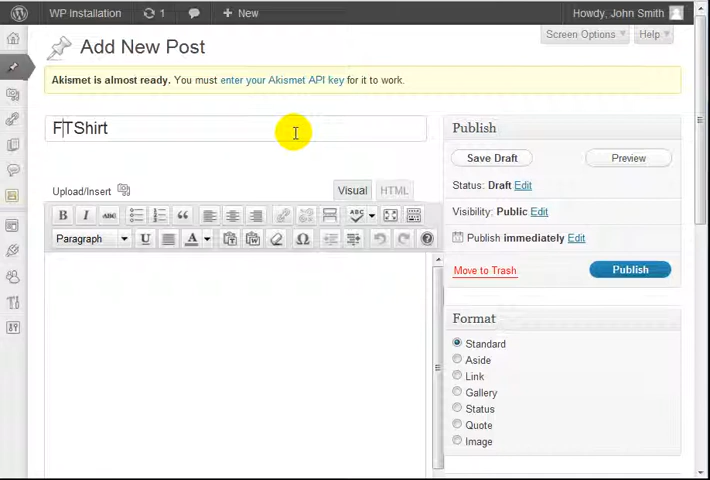 WP Installation 1 + New Howdy, John Smith
Screen Options Help
Add New Post
Akismet is almost ready. You must enter your Akismet API key for it to work.
FTShirt
Publish
Save Draft Preview
Status: Draft Edit
Visibility: Public Edit
Publish immediately Edit
Move to Trash Publish
Upload/Insert Visual HTML
B I ABC ABC
Paragraph U A Ω
Format
Standard
Aside
Link
Gallery
Status
Quote
Image